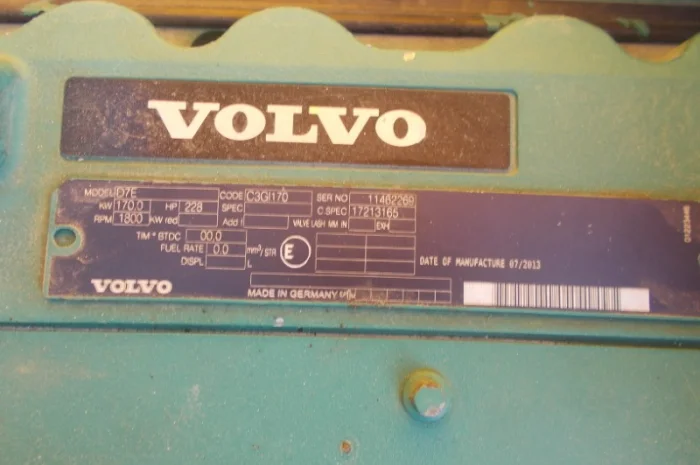 VOLVO
MODEL D7E CODE C3GI170 SER NO 11462269
KW 170.0 HP 228 SPEC C SPEC 17213165
RPM 1800 KW red Add t VALVE LASH MM IN EXH
TIM ° BTDC 00.0
FUEL RATE 0.0 mm³/STR E
DISPL L DATE OF MANUFACTURE 07/2013
VOLVO
MADE IN GERMANY